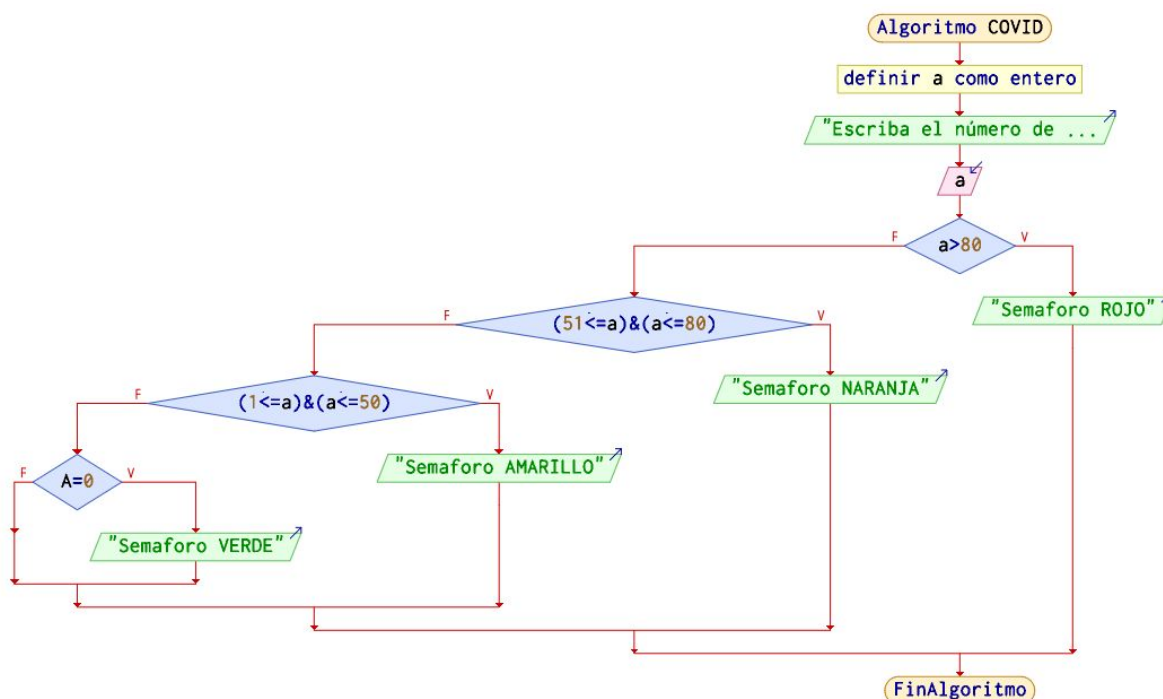 Algoritmo COVID
definir a como entero
"Escriba el número de ...
a
a>80
F
V
"Semaforo ROJO"
(51<=a)&(a<=80)
F
V
"Semaforo NARANJA"
(1<=a)&(a<=50)
F
V
"Semaforo AMARILLO"
A=0
F
V
"Semaforo VERDE"
FinAlgoritmo